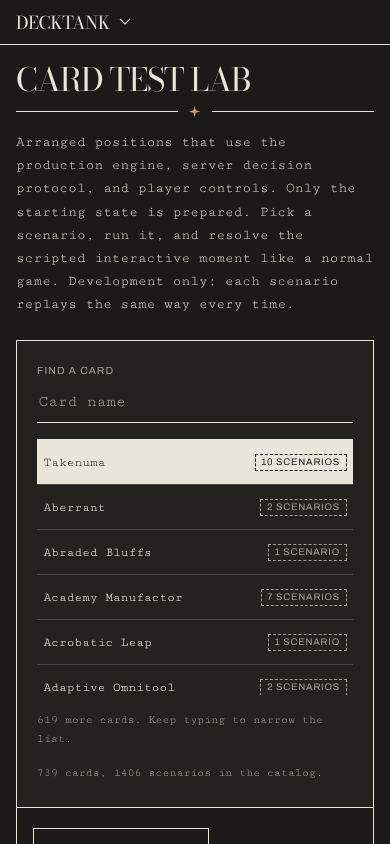 DECKTANK
CARD TEST LAB
Arranged positions that use the
production engine, server decision
protocol, and player controls. Only the
starting state is prepared. Pick a
scenario, run it, and resolve the
scripted interactive moment like a normal
game. Development only; each scenario
replays the same way every time.
FIND A CARD
Card name
Takenuma 10 SCENARIOS
Aberrant 2 SCENARIOS
Abraded Bluffs 1 SCENARIO
Academy Manufactor 7 SCENARIOS
Acrobatic Leap 1 SCENARIO
Adaptive Omnitool 2 SCENARIOS
619 more cards. Keep typing to narrow the
list.
739 cards, 1406 scenarios in the catalog.